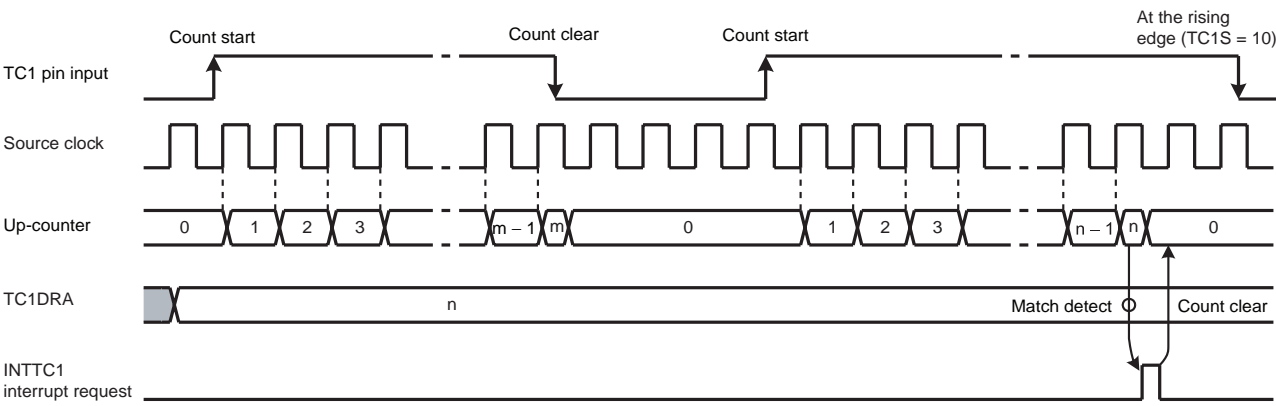 At the rising
edge (TC1S = 10)
Count start
Count clear
Count start
TC1 pin input
Source clock
Up-counter
0 1 2 3 m – 1 m 0 1 2 3 n – 1 n 0
TC1DRA
n
Match detect
Count clear
INTTC1
interrupt request